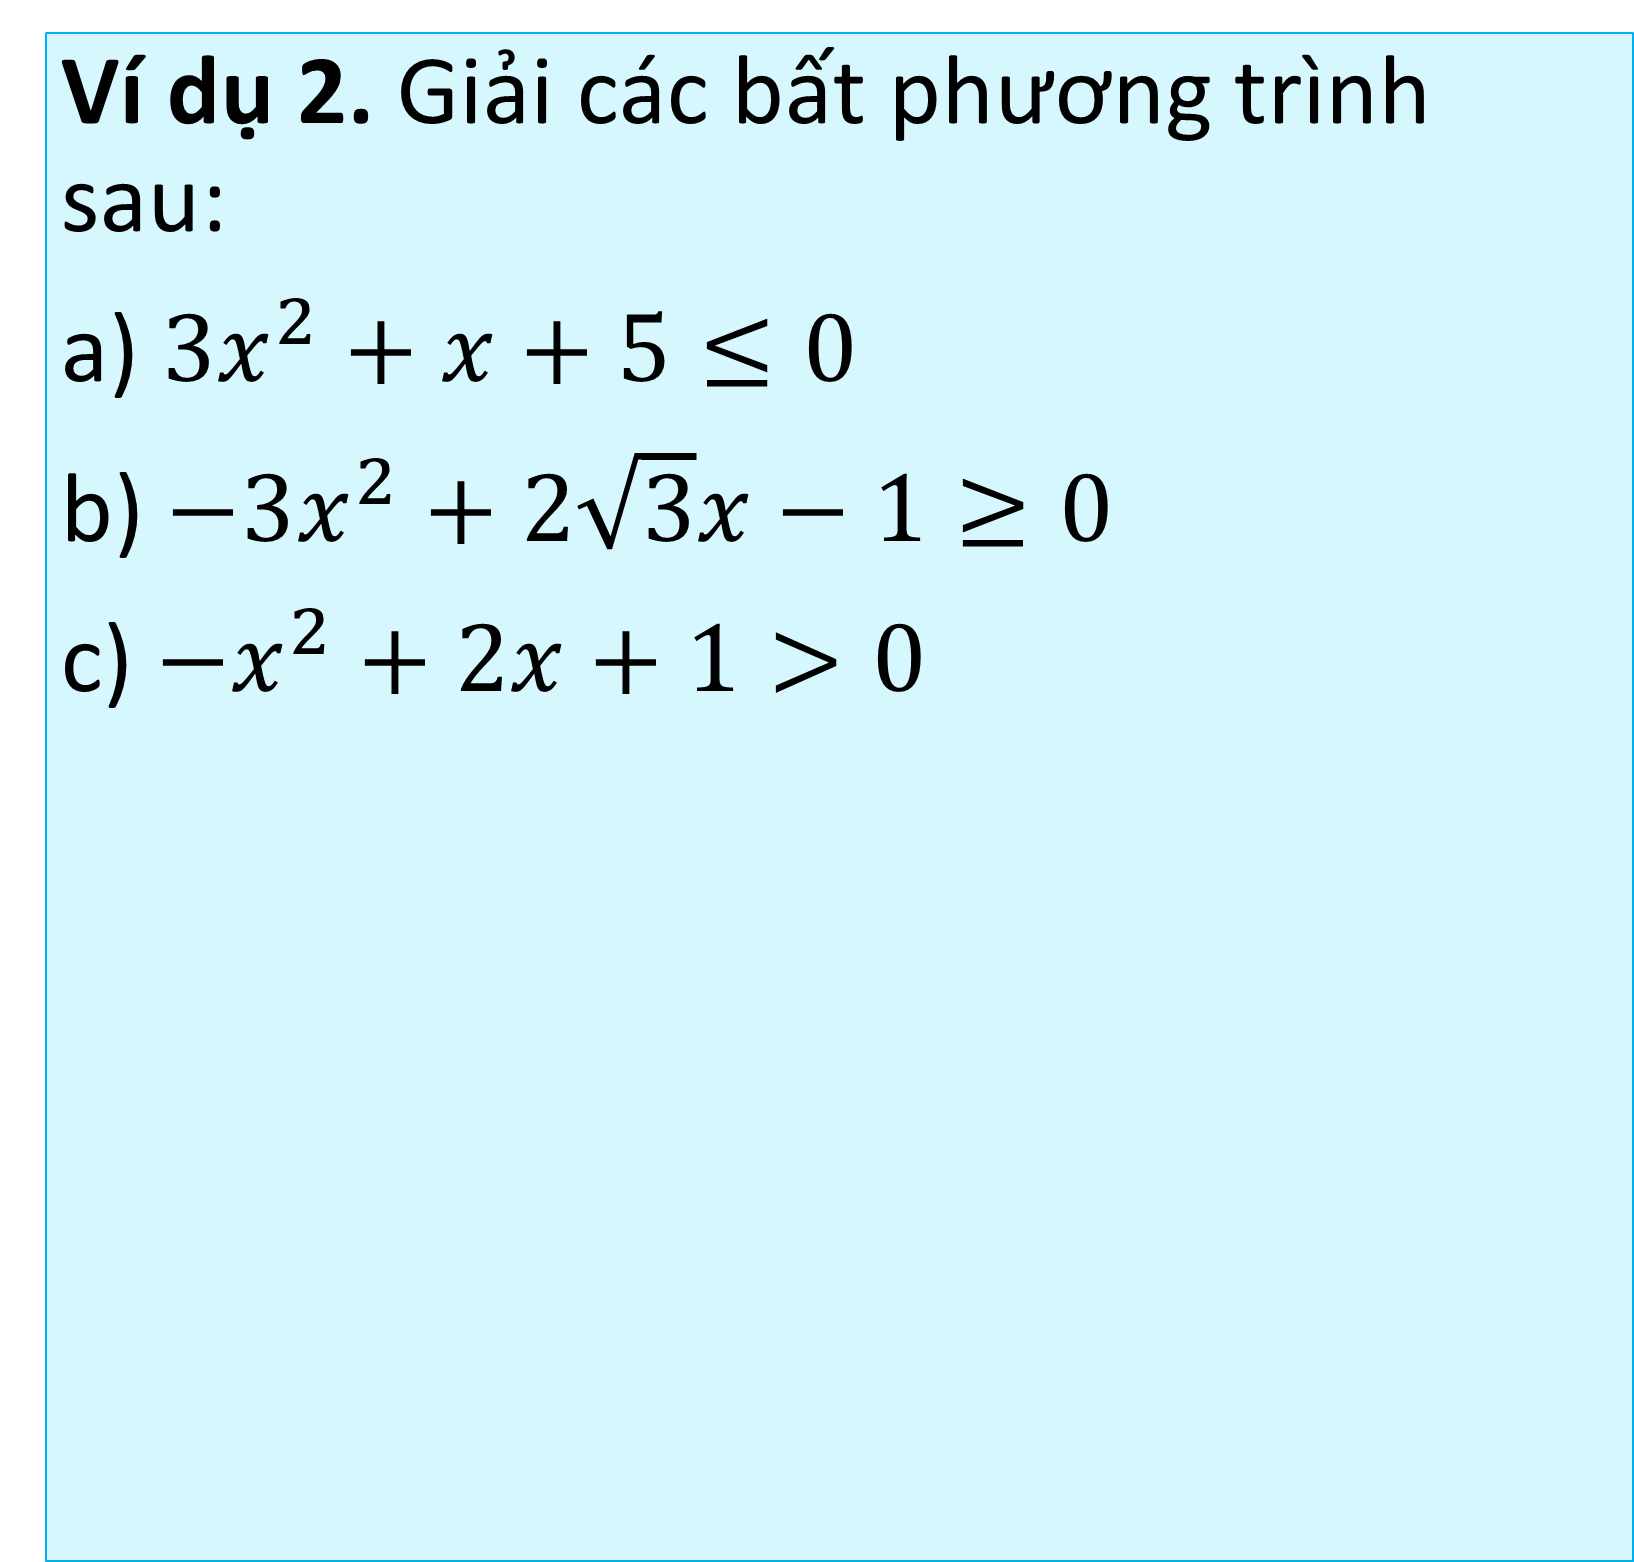 Ví dụ 2. Giải các bất phương trình
sau:
a) 3x² + x + 5 ≤ 0
b) −3x² + 2√3x − 1 ≥ 0
c) −x² + 2x + 1 > 0